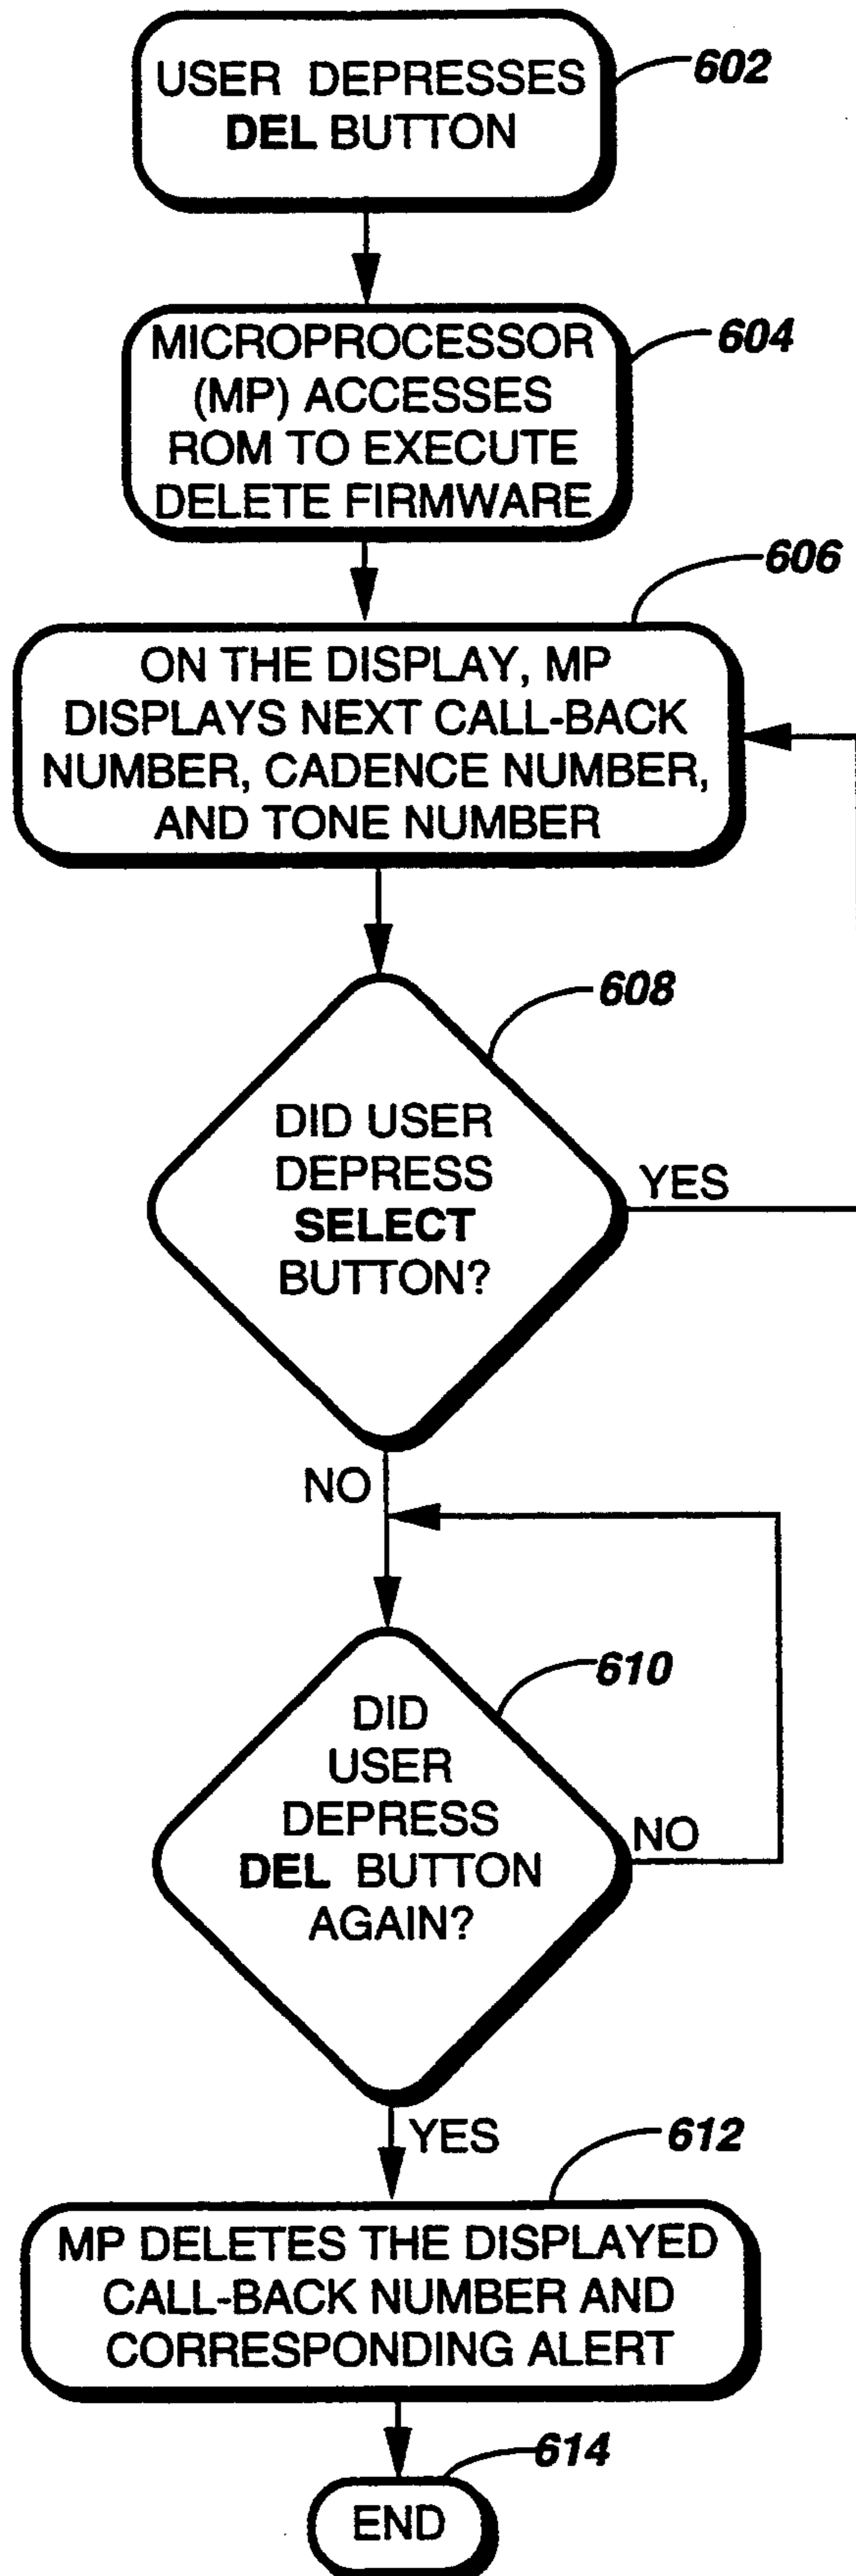 USER DEPRESSES
DEL BUTTON
602
MICROPROCESSOR
(MP) ACCESSES
ROM TO EXECUTE
DELETE FIRMWARE
604
606
ON THE DISPLAY, MP
DISPLAYS NEXT CALL-BACK
NUMBER, CADENCE NUMBER,
AND TONE NUMBER
608
DID USER
DEPRESS
SELECT
BUTTON?
YES
NO
610
DID
USER
DEPRESS
DEL BUTTON
AGAIN?
NO
YES
612
MP DELETES THE DISPLAYED
CALL-BACK NUMBER AND
CORRESPONDING ALERT
614
END